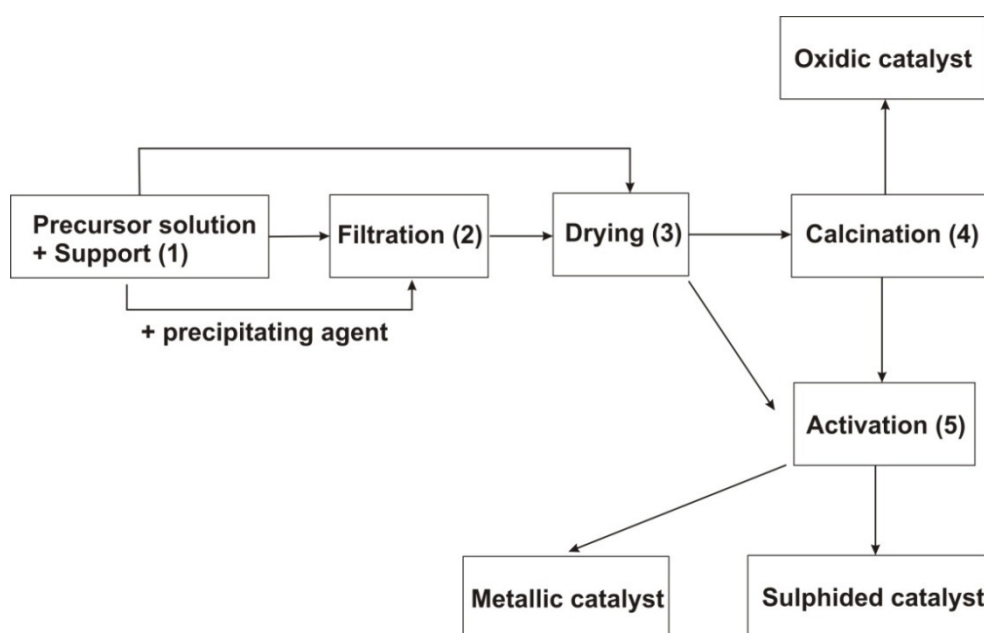 Oxidic catalyst
Precursor solution
+ Support (1)
Filtration (2)
Drying (3)
Calcination (4)
+ precipitating agent
Activation (5)
Metallic catalyst
Sulphided catalyst